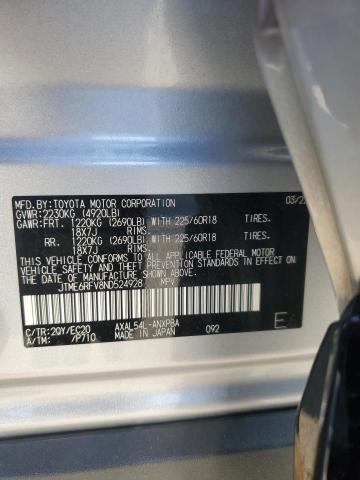 MFD.BY: TOYOTA MOTOR CORPORATION 03/2
GVWR: 2230KG (4920LB)
GAWR: FRT. 1220KG (2690LB) WITH 225/60R18 TIRES.
18X7J
RR. 1220KG (2690LB) WITH 225/60R18 TIRES.
18X7J
THIS VEHICLE CONFORMS TO ALL APPLICABLE FEDERAL MOTOR
VEHICLE SAFETY AND THEFT PREVENTION STANDARDS IN EFFECT ON
THE DATE OF MANUFACTURE SHOWN ABOVE.
JTME6RFV8ND524928 MPV
C/TR: 2QY/EC20 AXAL54L-ANXPBA
A/TM: /P710 MADE IN JAPAN 092 E